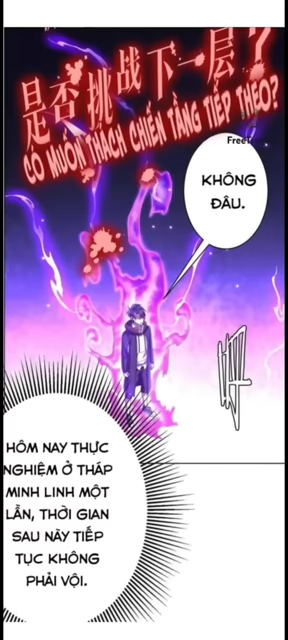 是否挑战下一层?
CÓ MUỐN THÁCH CHIẾN TẦNG TIẾP THEO?
KHÔNG
ĐÂU.
HÔM NAY THỰC
NGHIỆM Ở THÁP
MINH LINH MỘT
LẦN, THỜI GIAN
SAU NÀY TIẾP
TỤC KHÔNG
PHẢI VỘI.